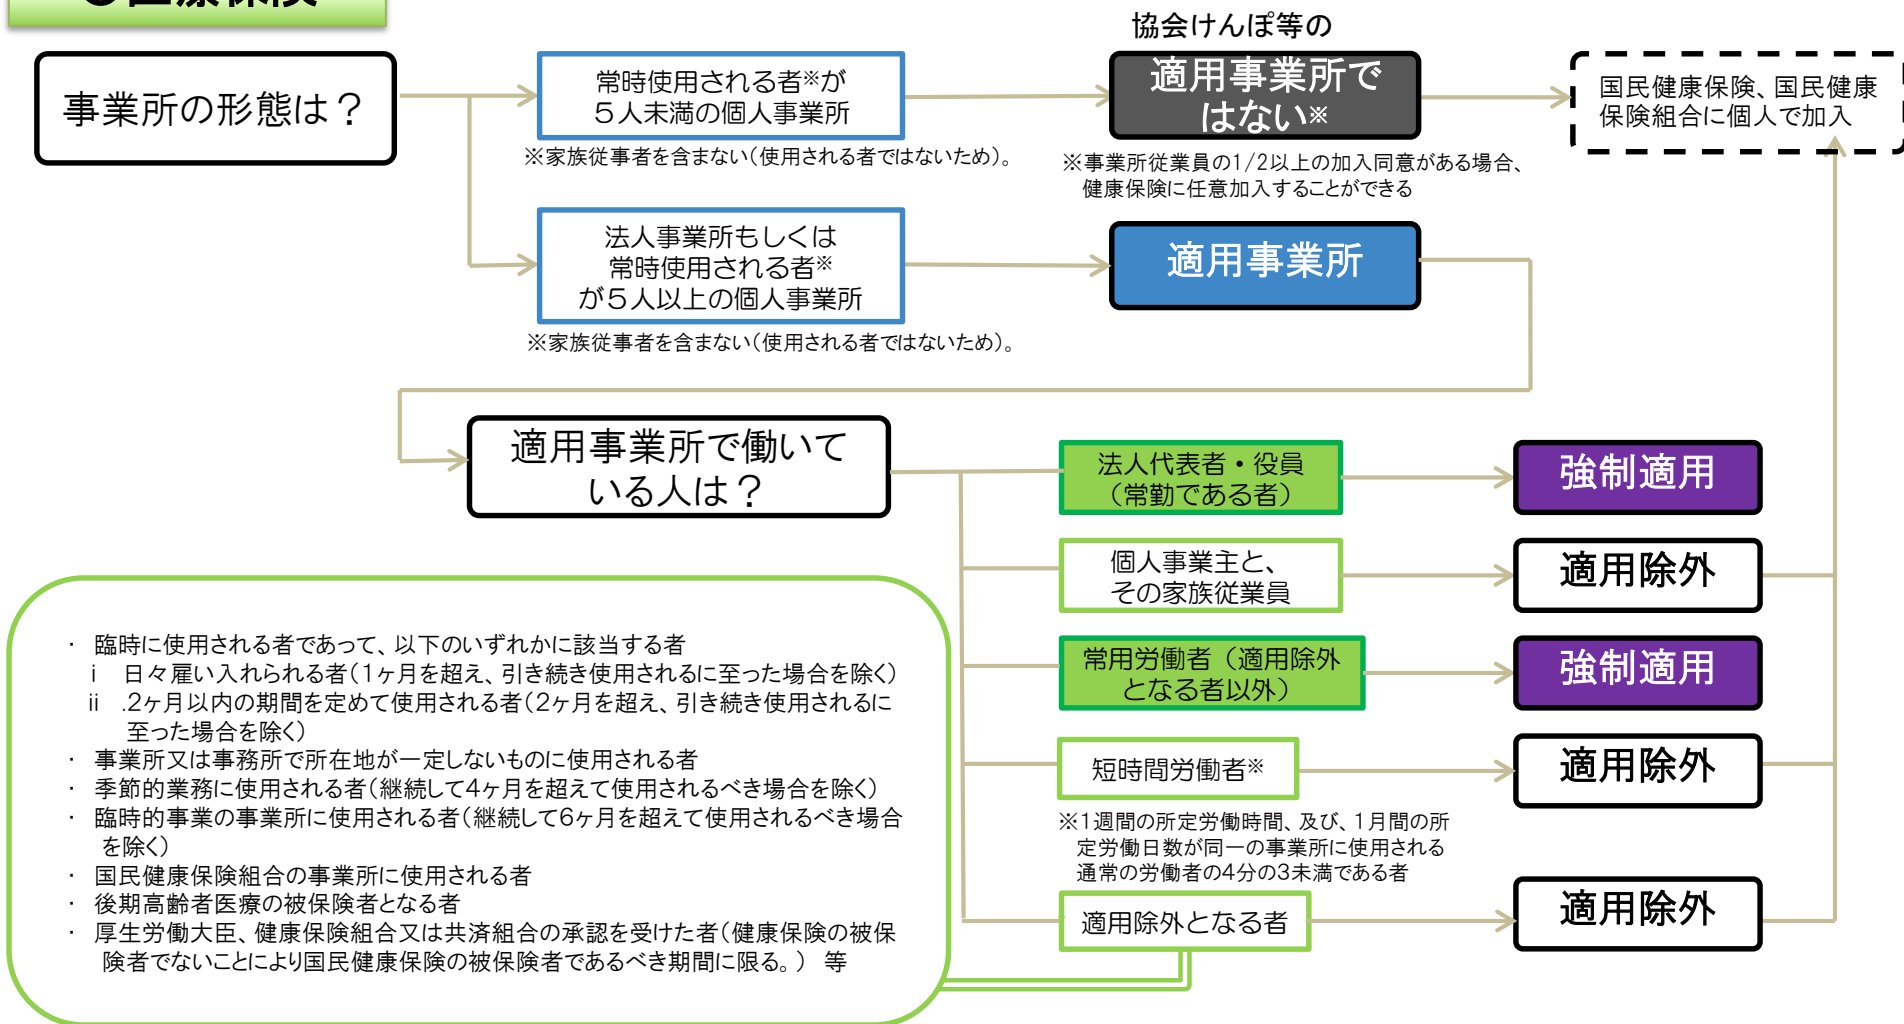 事業所の形態は？
常時使用される者※が
５人未満の個人事業所
※家族従事者を含まない（使用される者ではないため）。
協会けんぽ等の
適用事業所で
はない※
※事業所従業員の1/2以上の加入同意がある場合、
健康保険に任意加入することができる
国民健康保険、国民健康
保険組合に個人で加入
法人事業所もしくは
常時使用される者※
が５人以上の個人事業所
※家族従事者を含まない（使用される者ではないため）。
適用事業所
適用事業所で働いて
いる人は？
法人代表者・役員
（常勤である者）
強制適用
個人事業主と、
その家族従業員
適用除外
常用労働者（適用除外
となる者以外）
強制適用
短時間労働者※
適用除外
※1週間の所定労働時間、及び、1月間の所
定労働日数が同一の事業所に使用される
通常の労働者の4分の3未満である者
適用除外となる者
適用除外
・ 臨時に使用される者であって、以下のいずれかに該当する者
ⅰ 日々雇い入れられる者（1ヶ月を超え、引き続き使用されるに至った場合を除く）
ⅱ .2ヶ月以内の期間を定めて使用される者（2ヶ月を超え、引き続き使用されるに
至った場合を除く）
・ 事業所又は事務所で所在地が一定しないものに使用される者
・ 季節的業務に使用される者（継続して4ヶ月を超えて使用されるべき場合を除く）
・ 臨時的事業の事業所に使用される者（継続して6ヶ月を超えて使用されるべき場合
を除く）
・ 国民健康保険組合の事業所に使用される者
・ 後期高齢者医療の被保険者となる者
・ 厚生労働大臣、健康保険組合又は共済組合の承認を受けた者（健康保険の被保
険者でないことにより国民健康保険の被保険者であるべき期間に限る。） 等